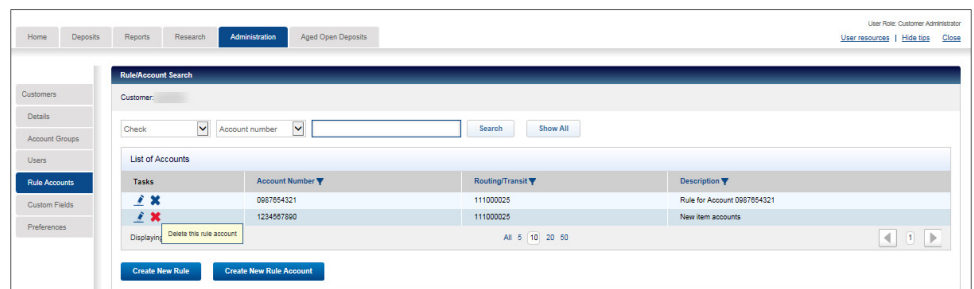 User Role: Customer Administrator
Home Deposits Reports Research Administration Aged Open Deposits
User resources | Hide tips Close
Rule/Account Search
Customers
Customer:
Details
Check Account number Search Show All
Account Groups
Users
List of Accounts
Rule Accounts
Tasks Account Number Routing/Transit Description
Custom Fields
0987654321 111000025 Rule for Account 0987654321
Preferences
1234567890 111000025 New item accounts
Displaying All 5 10 20 50 1
Delete this rule account
Create New Rule Create New Rule Account